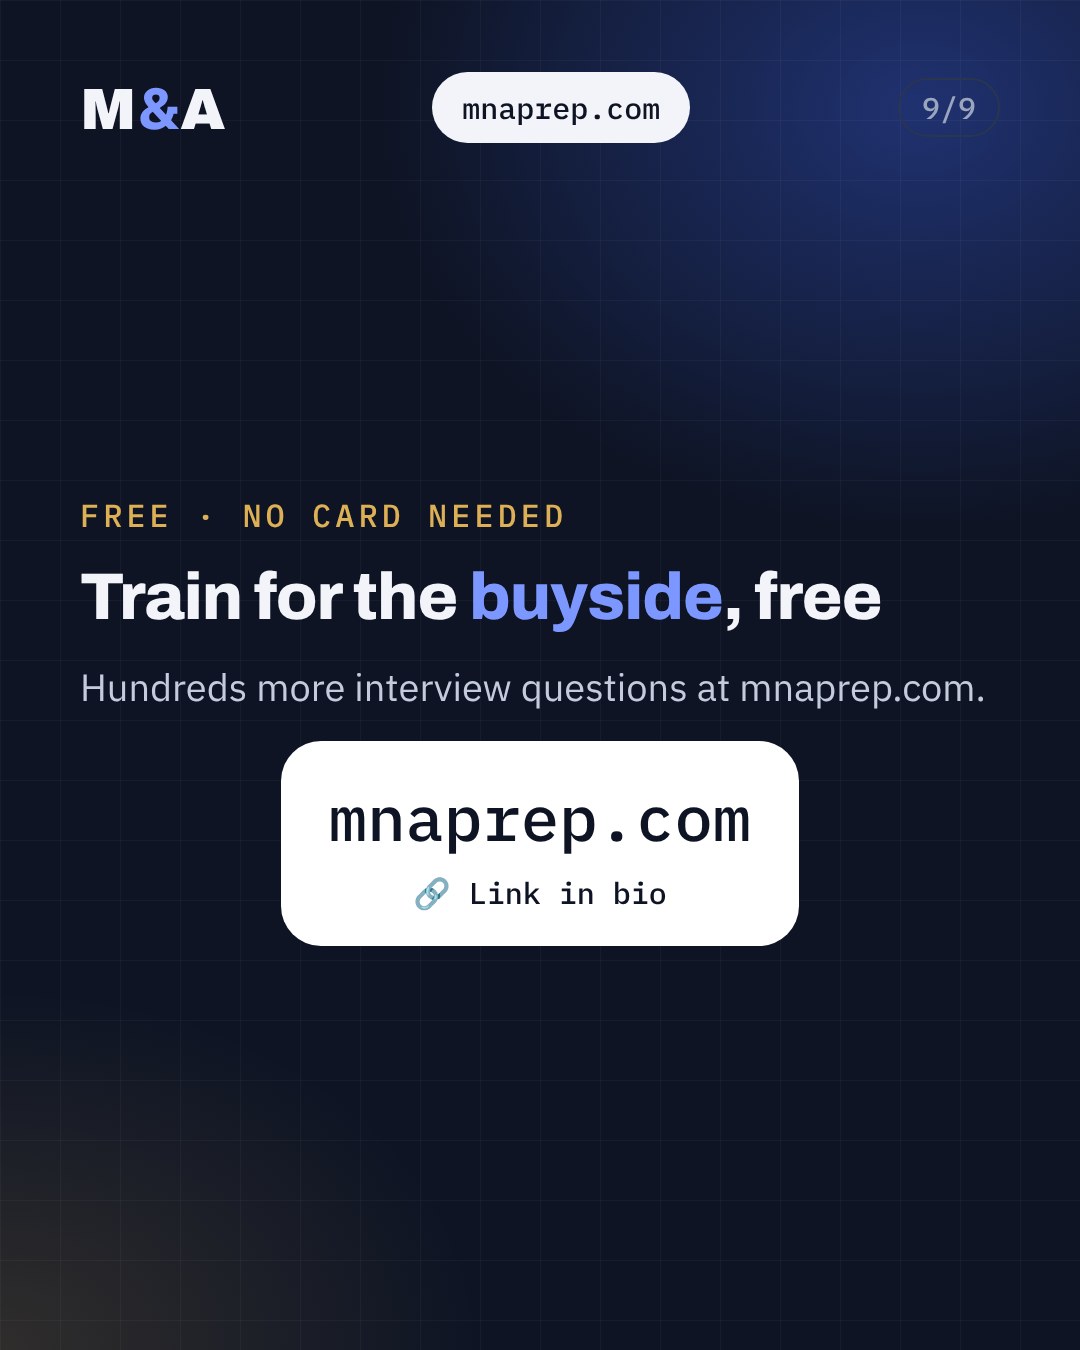 M&A
mnaprep.com
9/9
FREE · NO CARD NEEDED
Train for the buyside, free
Hundreds more interview questions at mnaprep.com.
mnaprep.com
🔗 Link in bio